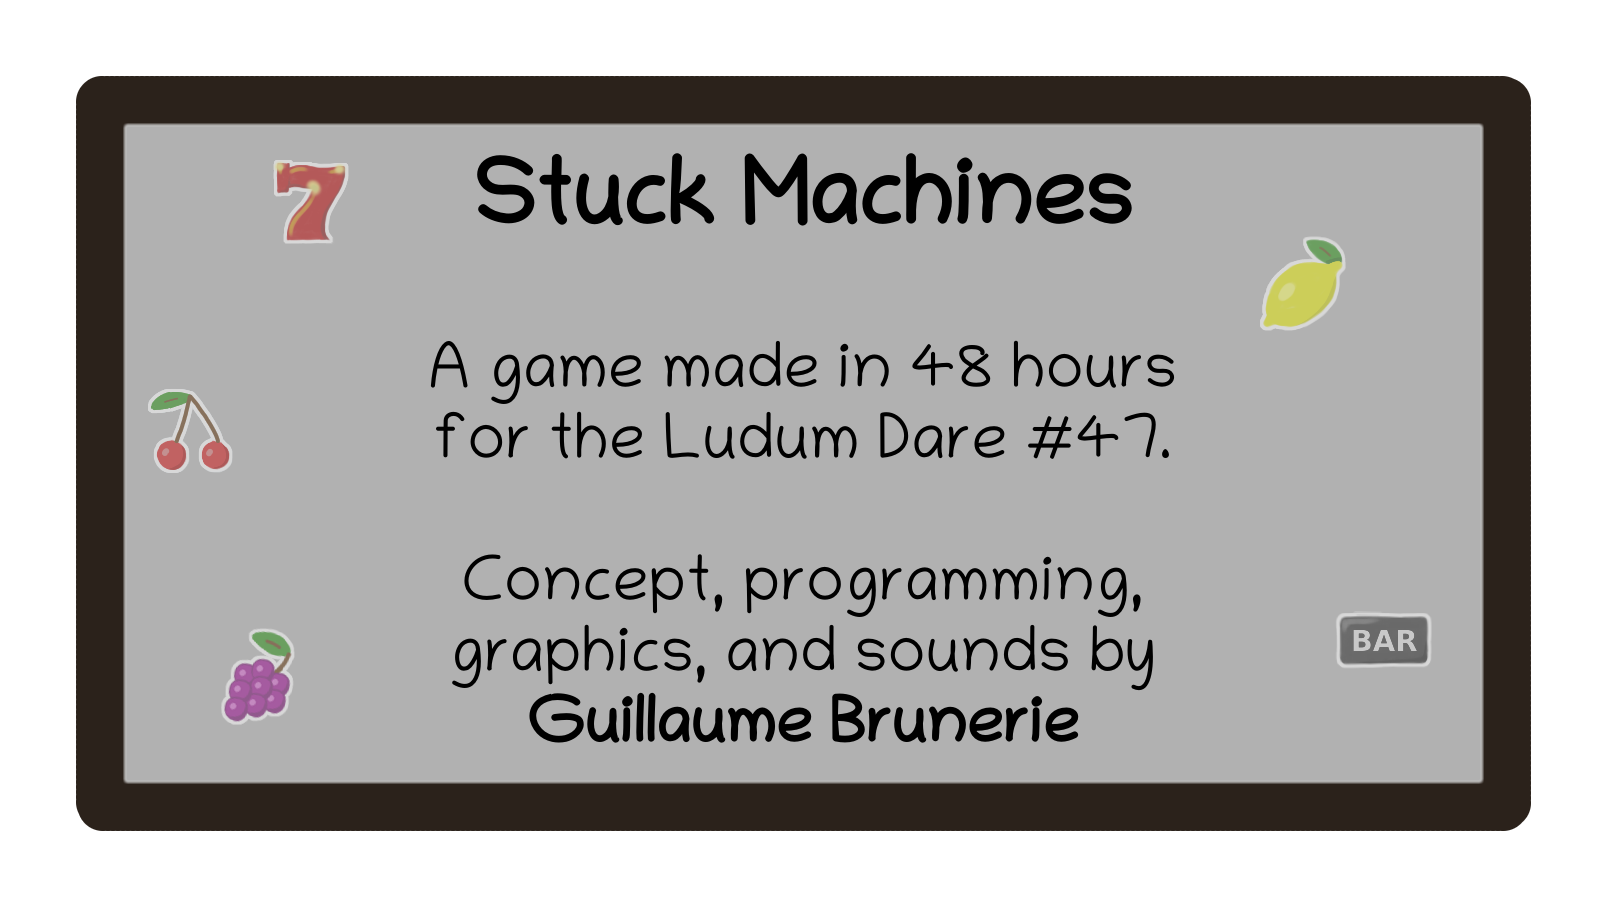 7
Stuck Machines
A game made in 48 hours
for the Ludum Dare #47.
Concept, programming,
graphics, and sounds by
BAR
Guillaume Brunerie